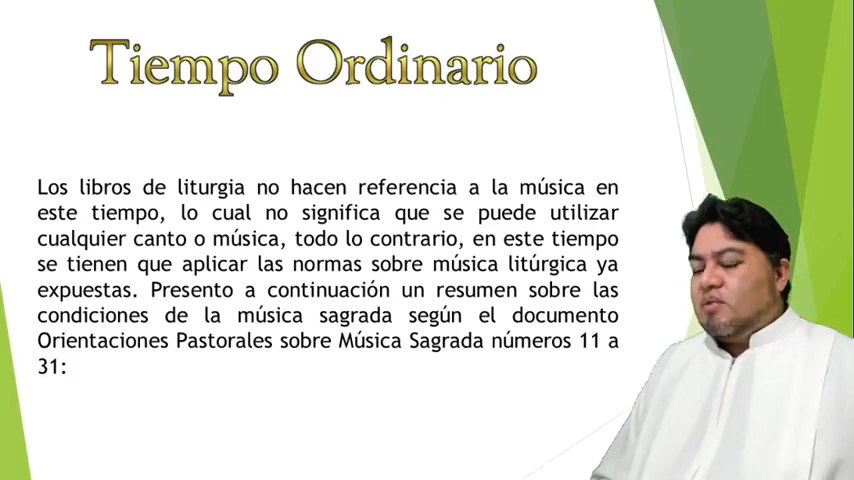 Tiempo Ordinario
Los libros de liturgia no hacen referencia a la música en
este tiempo, lo cual no significa que se puede utilizar
cualquier canto o música, todo lo contrario, en este tiempo
se tienen que aplicar las normas sobre música litúrgica ya
expuestas. Presento a continuación un resumen sobre las
condiciones de la música sagrada según el documento
Orientaciones Pastorales sobre Música Sagrada números 11 a
31: